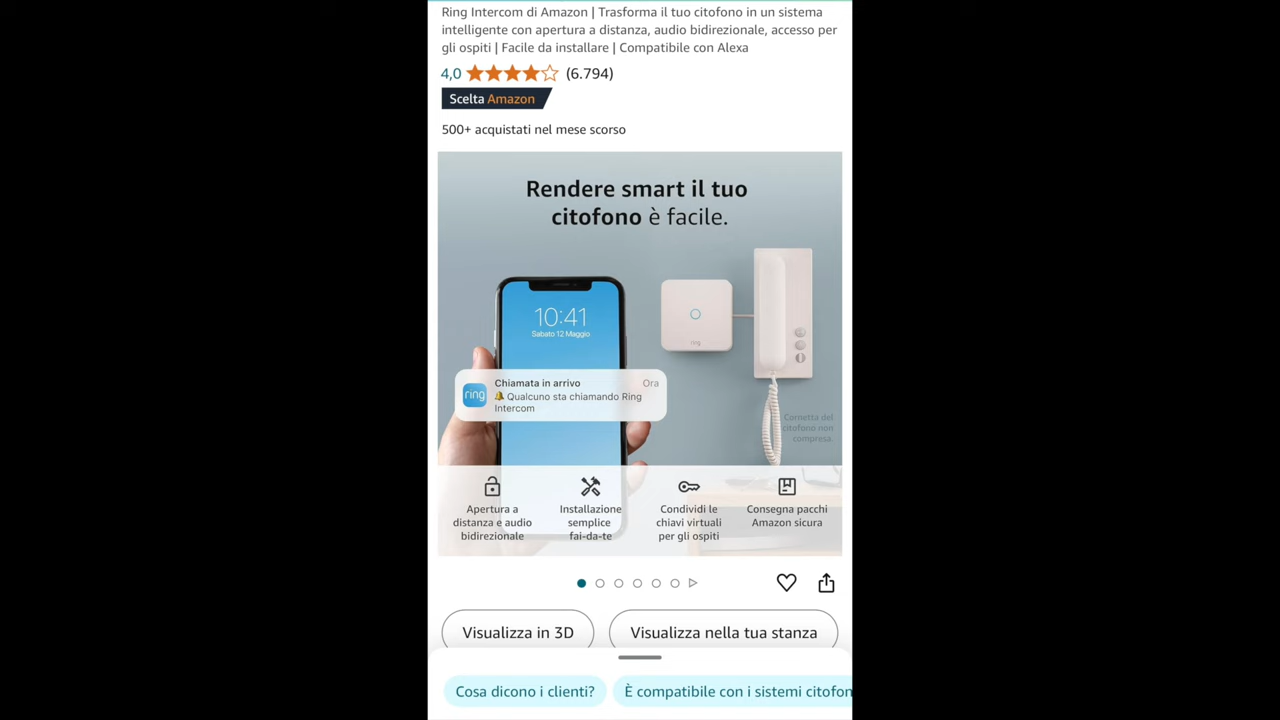 Ring Intercom di Amazon | Trasforma il tuo citofono in un sistema
intelligente con apertura a distanza, audio bidirezionale, accesso per
gli ospiti | Facile da installare | Compatibile con Alexa
4,0 (6.794)
Scelta Amazon
500+ acquistati nel mese scorso
Rendere smart il tuo
citofono è facile.
10:41
Sabato 12 Maggio
ring
Chiamata in arrivo Ora
ring
Qualcuno sta chiamando Ring
Intercom
Cornetta del
citofono non
compresa.
Apertura a
distanza e audio
bidirezionale
Installazione
semplice
fai-da-te
Condividi le
chiavi virtuali
per gli ospiti
Consegna pacchi
Amazon sicura
Visualizza in 3D
Visualizza nella tua stanza
Cosa dicono i clienti?
È compatibile con i sistemi citofon